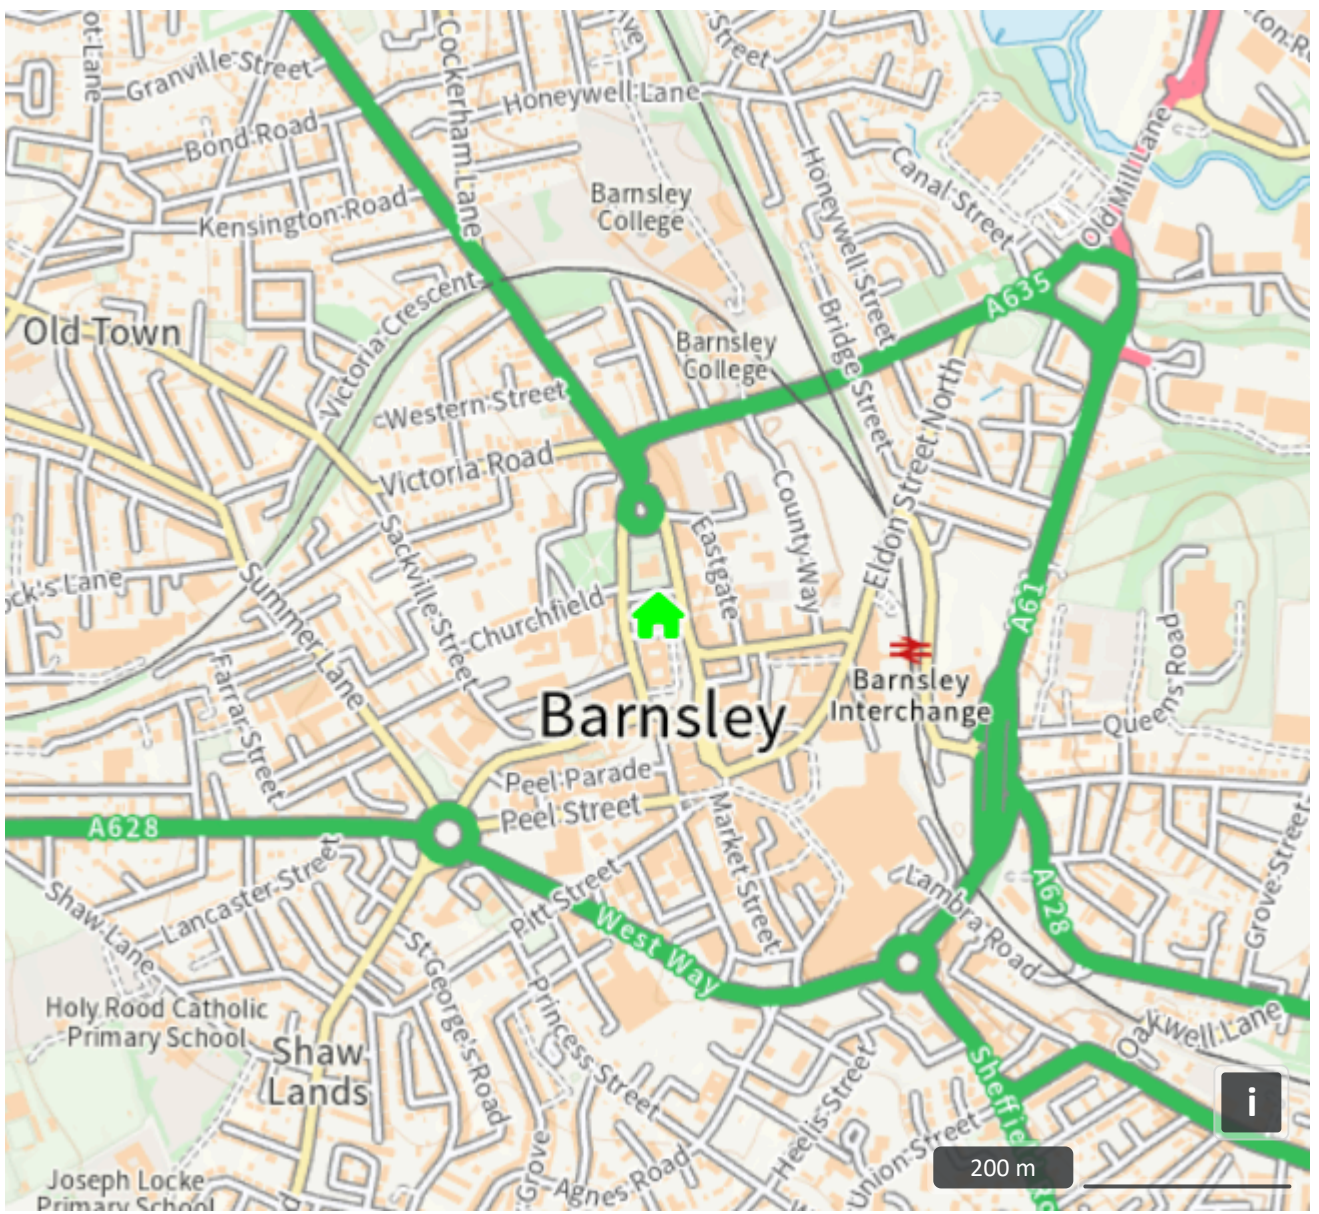 Granville Street
Cockerham Lane
Street
Honeywell Lane
Bond Road
Kensington Road
Barnsley
College
Honeywell Street
Canal Street
Old Mill Lane
A635
Old Town
Victoria Crescent
Barnsley
College
Bridge Street
Western Street
Victoria Road
Eldon Street North
County Way
Eastgate
Sackville Street
Summer Lane
Churchfield
A61
Queens Road
Farrar Street
Barnsley
Barnsley
Interchange
Peel Parade
Peel Street
A628
Market Street
Lancaster Street
Shaw Lane
Pitt Street
West Way
Lambra Road
A628
Grove Street
Holy Rood Catholic
Primary School
Shaw
Lands
St George's Road
Princess Street
Oakwell Lane
Heelis Street
Union Street
Agnes Road
Grove
Joseph Locke
Primary School
i
200 m